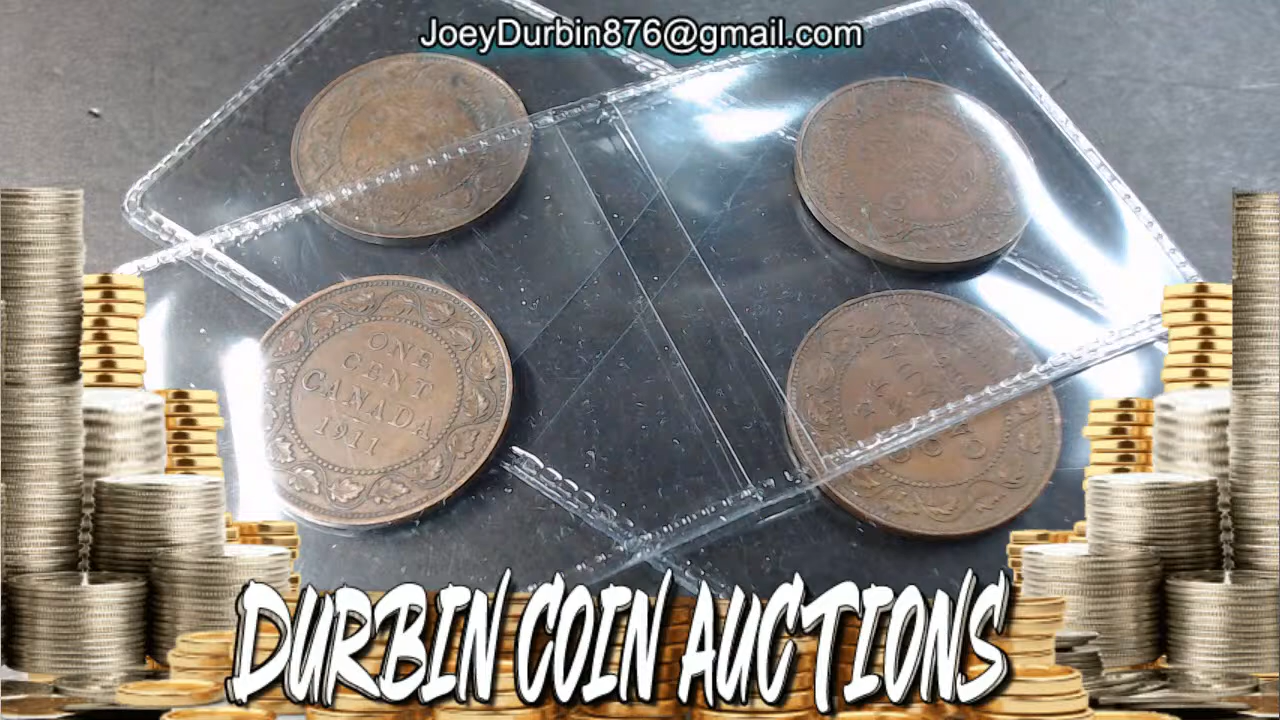 JoeyDurbin876@gmail.com
ONE
CENT
CANADA
1911
DURBIN COIN AUCTIONS